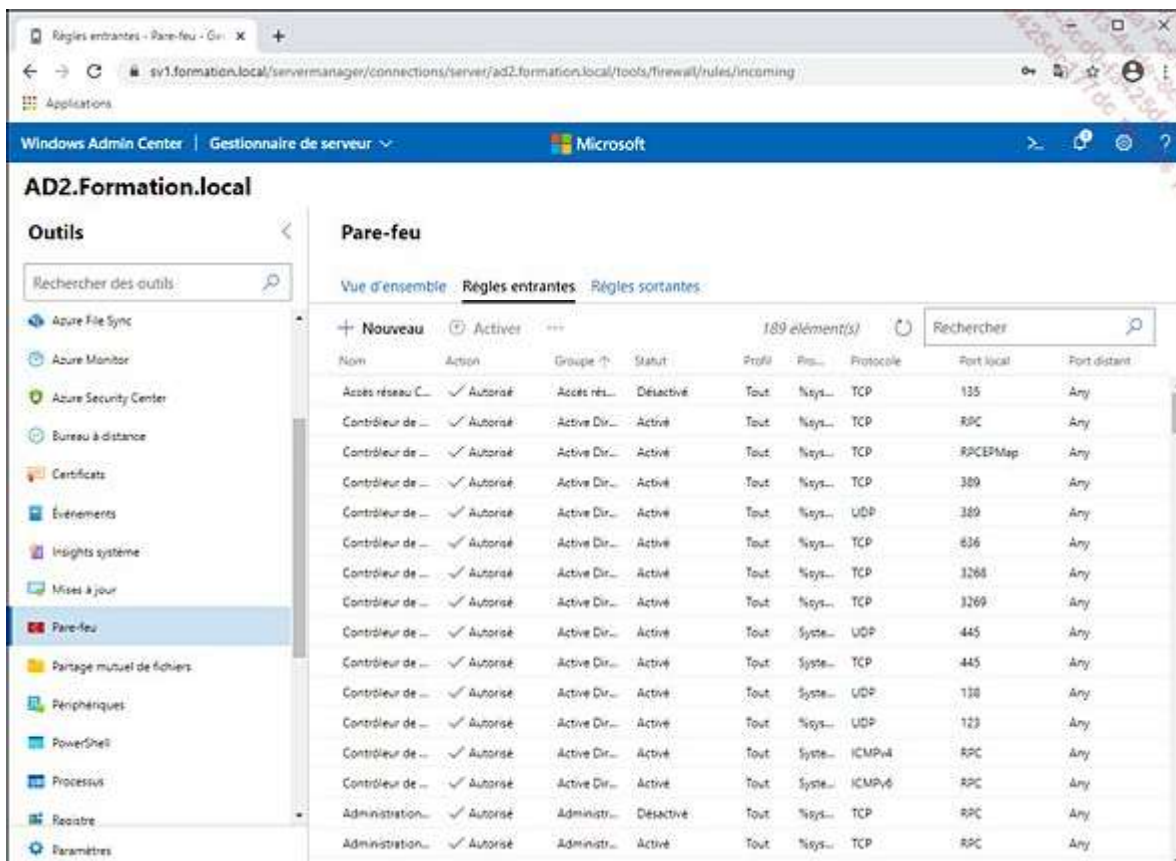 Règles entrantes - Pare-feu - Ge
sv1.formation.local/servermanager/connections/server/ad2.formation.local/tools/firewall/rules/incoming
Applications
Windows Admin Center | Gestionnaire de serveur Microsoft
AD2.Formation.local
Outils
Rechercher des outils
Azure File Sync
Azure Monitor
Azure Security Center
Bureau à distance
Certificats
Événements
Insights système
Mises à jour
Pare-feu
Partage mutuel de fichiers
Périphériques
PowerShell
Processus
Registre
Paramètres
Pare-feu
Vue d'ensemble Règles entrantes Règles sortantes
Nouveau Activer ... 189 élément(s) Rechercher
Nom Action Groupe Statut Profil Pro... Protocole Port local Port distant
Accès réseau C... Autorisé Accès rés... Désactivé Tout %sys... TCP 135 Any
Contrôleur de ... Autorisé Active Dir... Activé Tout %sys... TCP RPC Any
Contrôleur de ... Autorisé Active Dir... Activé Tout %sys... TCP RPCEPMap Any
Contrôleur de ... Autorisé Active Dir... Activé Tout %sys... TCP 389 Any
Contrôleur de ... Autorisé Active Dir... Activé Tout %sys... UDP 389 Any
Contrôleur de ... Autorisé Active Dir... Activé Tout %sys... TCP 636 Any
Contrôleur de ... Autorisé Active Dir... Activé Tout %sys... TCP 3268 Any
Contrôleur de ... Autorisé Active Dir... Activé Tout %sys... TCP 3269 Any
Contrôleur de ... Autorisé Active Dir... Activé Tout Syste... UDP 445 Any
Contrôleur de ... Autorisé Active Dir... Activé Tout Syste... TCP 445 Any
Contrôleur de ... Autorisé Active Dir... Activé Tout Syste... UDP 138 Any
Contrôleur de ... Autorisé Active Dir... Activé Tout %sys... UDP 123 Any
Contrôleur de ... Autorisé Active Dir... Activé Tout Syste... ICMPv4 RPC Any
Contrôleur de ... Autorisé Active Dir... Activé Tout Syste... ICMPv6 RPC Any
Administration... Autorisé Administr... Désactivé Tout %sys... TCP RPC Any
Administration... Autorisé Administr... Activé Tout %sys... TCP RPC Any